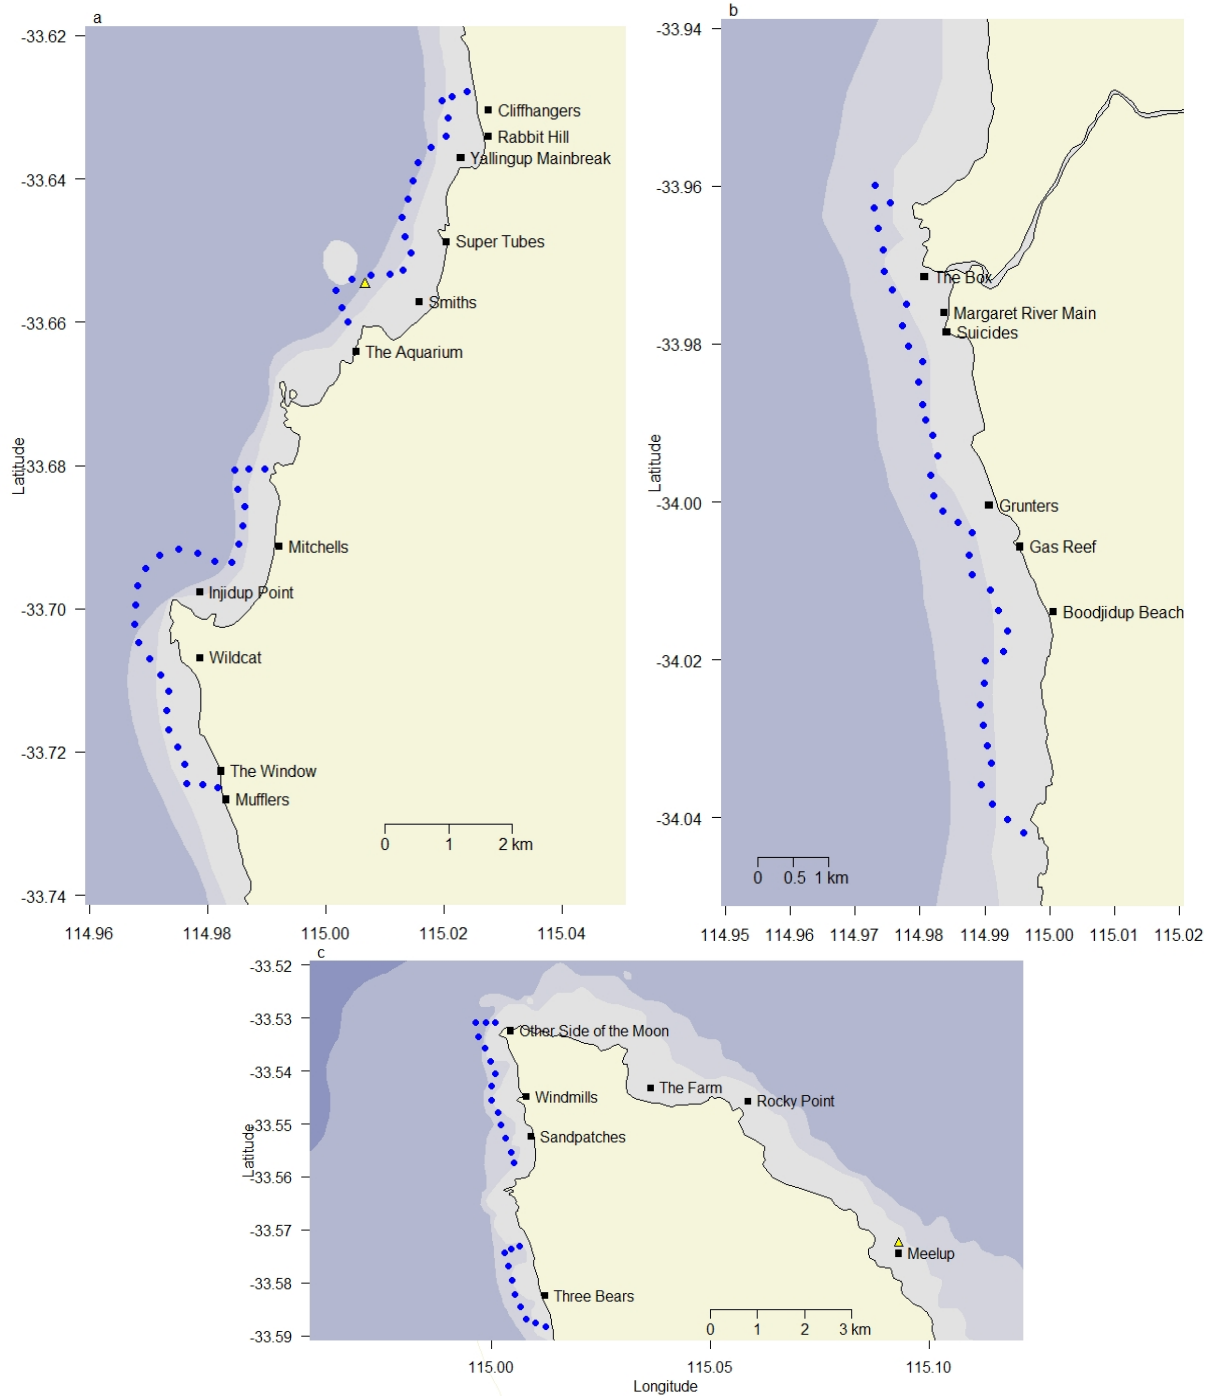 a
-33.62
-33.64
-33.66
-33.68
-33.70
-33.72
-33.74
Latitude
Cliffhangers
Rabbit Hill
Yallingup Mainbreak
Super Tubes
Smiths
The Aquarium
Mitchells
Injidup Point
Wildcat
The Window
Mufflers
0 1 2 km
114.96 114.98 115.00 115.02 115.04
b
-33.94
-33.96
-33.98
-34.00
-34.02
-34.04
Latitude
The Box
Margaret River Main
Suicides
Grunters
Gas Reef
Boodjidup Beach
0 0.5 1 km
114.95 114.96 114.97 114.98 114.99 115.00 115.01 115.02
c
-33.52
-33.53
-33.54
-33.55
-33.56
-33.57
-33.58
-33.59
Latitude
Other Side of the Moon
The Farm
Windmills
Rocky Point
Sandpatches
Meelup
Three Bears
0 1 2 3 km
115.00 115.05 115.10
Longitude